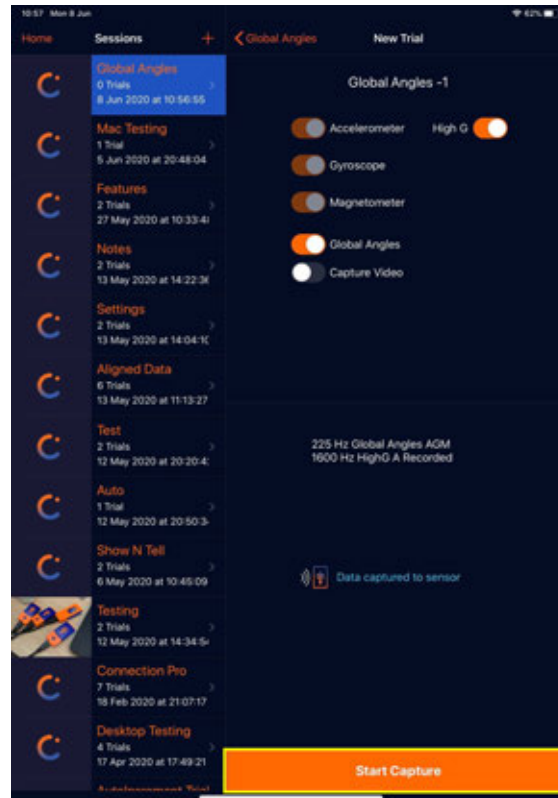 10:57 Mon 8 Jun
62%
Home
Sessions
+
Global Angles
New Trial
Global Angles
0 Trials
8 Jun 2020 at 10:56:55
Mac Testing
1 Trial
5 Jun 2020 at 20:48:04
Features
2 Trials
27 May 2020 at 10:33:4
Notes
2 Trials
13 May 2020 at 14:22:3
Settings
2 Trials
13 May 2020 at 14:04:1
Aligned Data
6 Trials
13 May 2020 at 11:13:27
Test
2 Trials
12 May 2020 at 20:20:4
Auto
1 Trial
12 May 2020 at 20:50:3
Show N Tell
2 Trials
6 May 2020 at 10:45:09
Testing
2 Trials
12 May 2020 at 14:34:5
Connection Pro
7 Trials
18 Feb 2020 at 21:07:17
Desktop Testing
4 Trials
17 Apr 2020 at 17:49:21
Global Angles -1
Accelerometer
High G
Gyroscope
Magnetometer
Global Angles
Capture Video
225 Hz Global Angles AGM
1600 Hz HighG A Recorded
Data captured to sensor
Start Capture